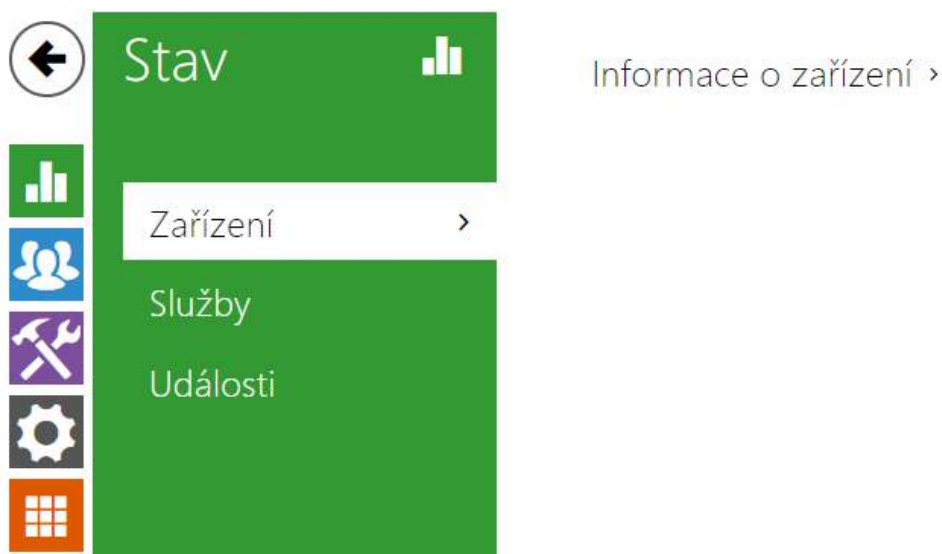 Stav
Informace o zařízení ›
Zařízení ›
Služby
Události